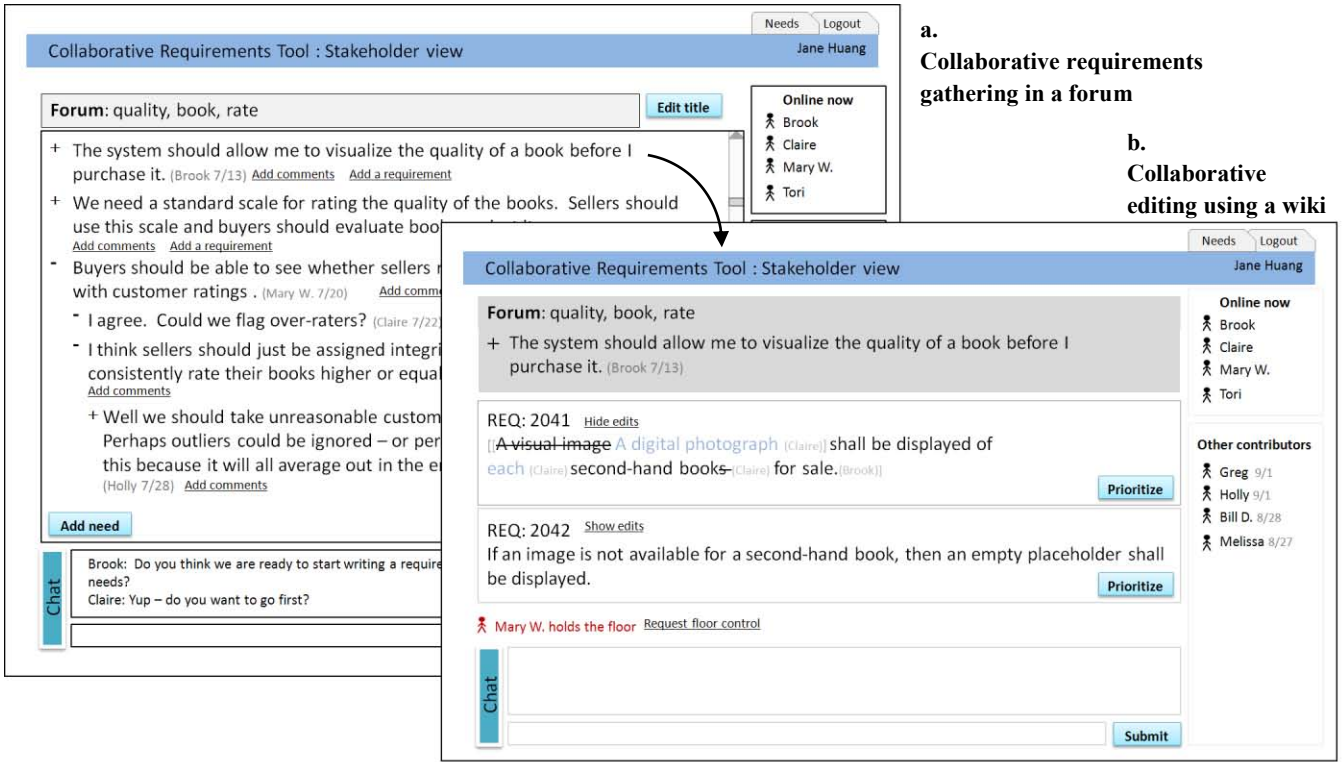 Needs Logout
Collaborative Requirements Tool : Stakeholder view
Jane Huang
Forum: quality, book, rate
Edit title
+ The system should allow me to visualize the quality of a book before I
purchase it. (Brook 7/13) Add comments Add a requirement
+ We need a standard scale for rating the quality of the books. Sellers should
use this scale and buyers should evaluate
Add comments Add a requirement
- Buyers should be able to see whether sellers
with customer ratings . (Mary W. 7/20) Add
- I agree. Could we flag over-raters? (Claire 7/22)
- I think sellers should just be assigned
consistently rate their books higher or
Add comments
+ Well we should take unreasonable
Perhaps outliers could be ignored – or
this because it will all average out in the
(Holly 7/28) Add comments
Add need
Chat
Brook: Do you think we are ready to start writing a
needs?
Claire: Yup – do you want to go first?
Online now
Brook
Claire
Mary W.
Tori
a.
Collaborative requirements
gathering in a forum
b.
Collaborative
editing using a wiki
Needs Logout
Collaborative Requirements Tool : Stakeholder view
Jane Huang
Forum: quality, book, rate
+ The system should allow me to visualize the quality of a book before I
purchase it. (Brook 7/13)
REQ: 2041 Hide edits
[[A visual image A digital photograph (Claire)] shall be displayed of
each (Claire) second-hand books (Claire) for sale.(Brook)]
Prioritize
REQ: 2042 Show edits
If an image is not available for a second-hand book, then an empty placeholder shall
be displayed.
Prioritize
Mary W. holds the floor Request floor control
Chat
Submit
Online now
Brook
Claire
Mary W.
Tori
Other contributors
Greg 9/1
Holly 9/1
Bill D. 8/28
Melissa 8/27